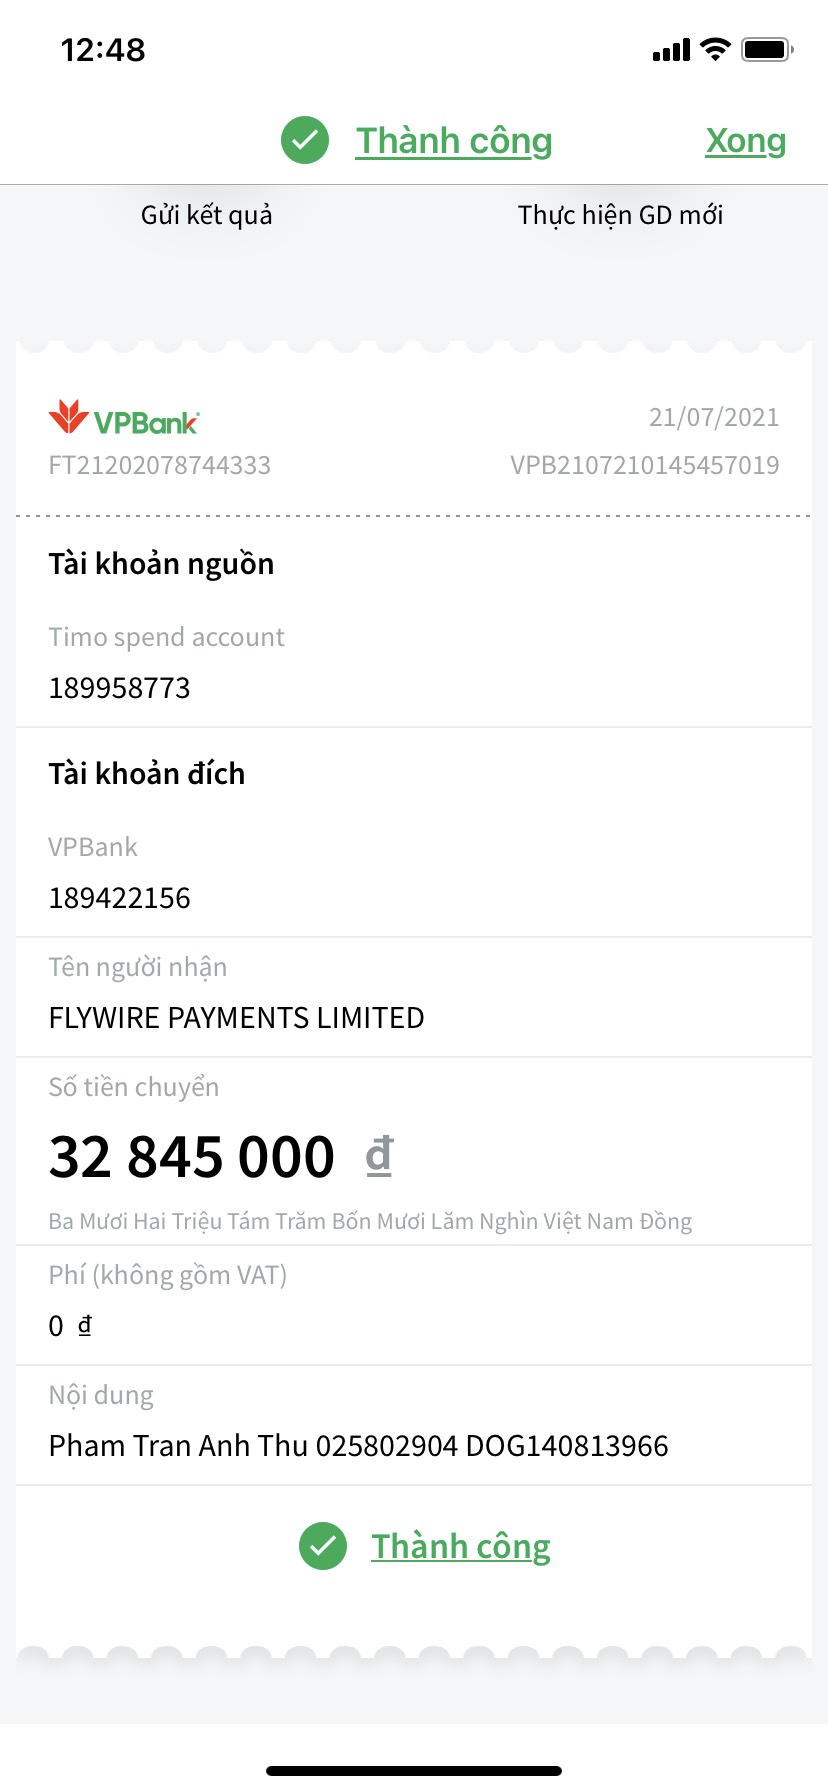 12:48
Thành công
Xong
Gửi kết quả
Thực hiện GD mới
VPBank
21/07/2021
FT21202078744333
VPB2107210145457019
Tài khoản nguồn
Timo spend account
189958773
Tài khoản đích
VPBank
189422156
Tên người nhận
FLYWIRE PAYMENTS LIMITED
Số tiền chuyển
32 845 000 ₫
Ba Mươi Hai Triệu Tám Trăm Bốn Mươi Lăm Nghìn Việt Nam Đồng
Phí (không gồm VAT)
0 ₫
Nội dung
Pham Tran Anh Thu 025802904 DOG140813966
Thành công